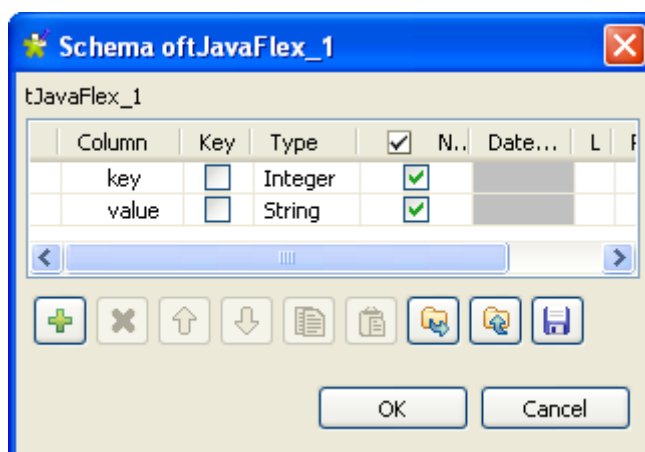 Schema oftJavaFlex_1
tJavaFlex_1
Column Key Type N.. Date... L
key Integer
value String
OK Cancel